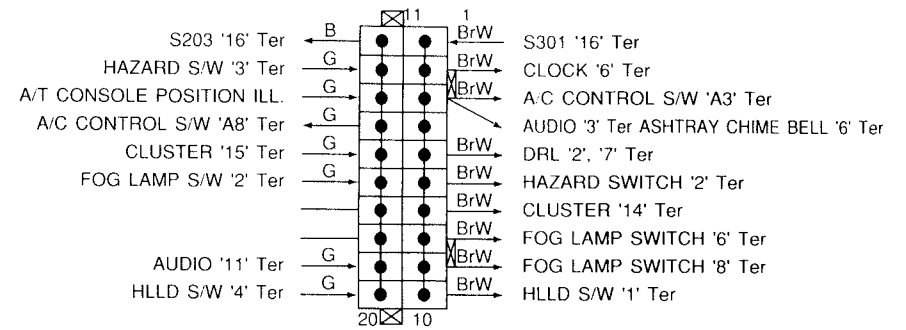 11 1
S203 '16' Ter B BrW S301 '16' Ter
HAZARD S/W '3' Ter G BrW CLOCK '6' Ter
A/T CONSOLE POSITION ILL. G BrW A/C CONTROL S/W 'A3' Ter
A/C CONTROL S/W 'A8' Ter G AUDIO '3' Ter ASHTRAY CHIME BELL '6' Ter
CLUSTER '15' Ter G BrW DRL '2', '7' Ter
FOG LAMP S/W '2' Ter G BrW HAZARD SWITCH '2' Ter
BrW CLUSTER '14' Ter
BrW FOG LAMP SWITCH '6' Ter
AUDIO '11' Ter G BrW FOG LAMP SWITCH '8' Ter
HLLD S/W '4' Ter G BrW HLLD S/W '1' Ter
20 10